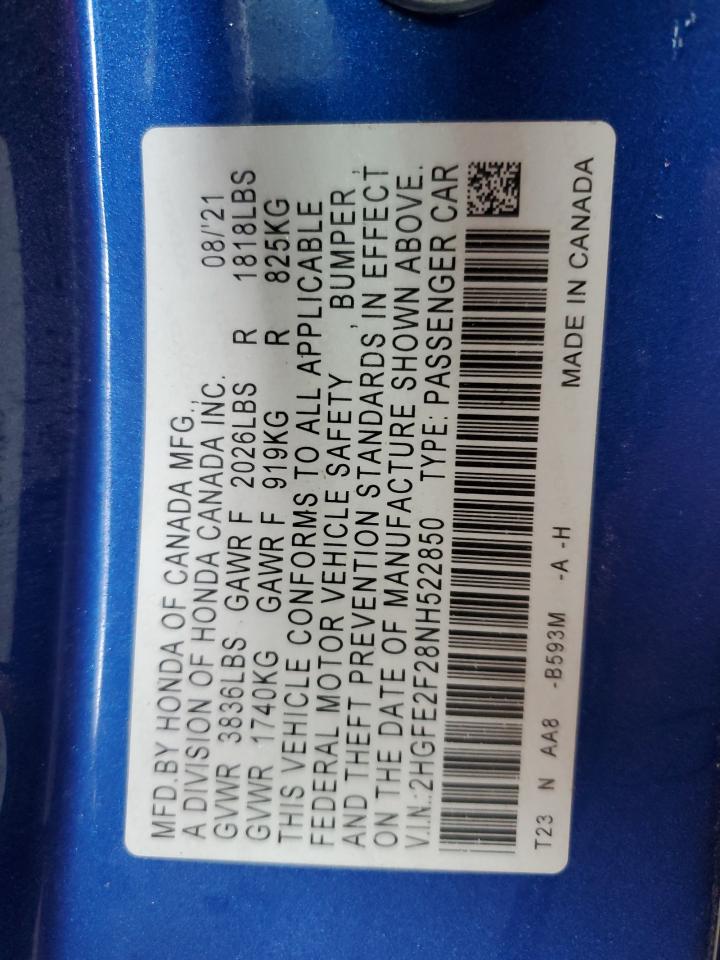 MFD.BY HONDA OF CANADA MFG., 08/'21
A DIVISION OF HONDA CANADA INC.
GVWR 3836LBS GAWR F 2026LBS R 1818LBS
GVWR 1740KG GAWR F 919KG R 825KG
THIS VEHICLE CONFORMS TO ALL APPLICABLE
FEDERAL MOTOR VEHICLE SAFETY , BUMPER ,
AND THEFT PREVENTION STANDARDS IN EFFECT
ON THE DATE OF MANUFACTURE SHOWN ABOVE.
V.I.N.:2HGFE2F28NH522850 TYPE: PASSENGER CAR
T23 N AA8 -B593M -A -H
MADE IN CANADA